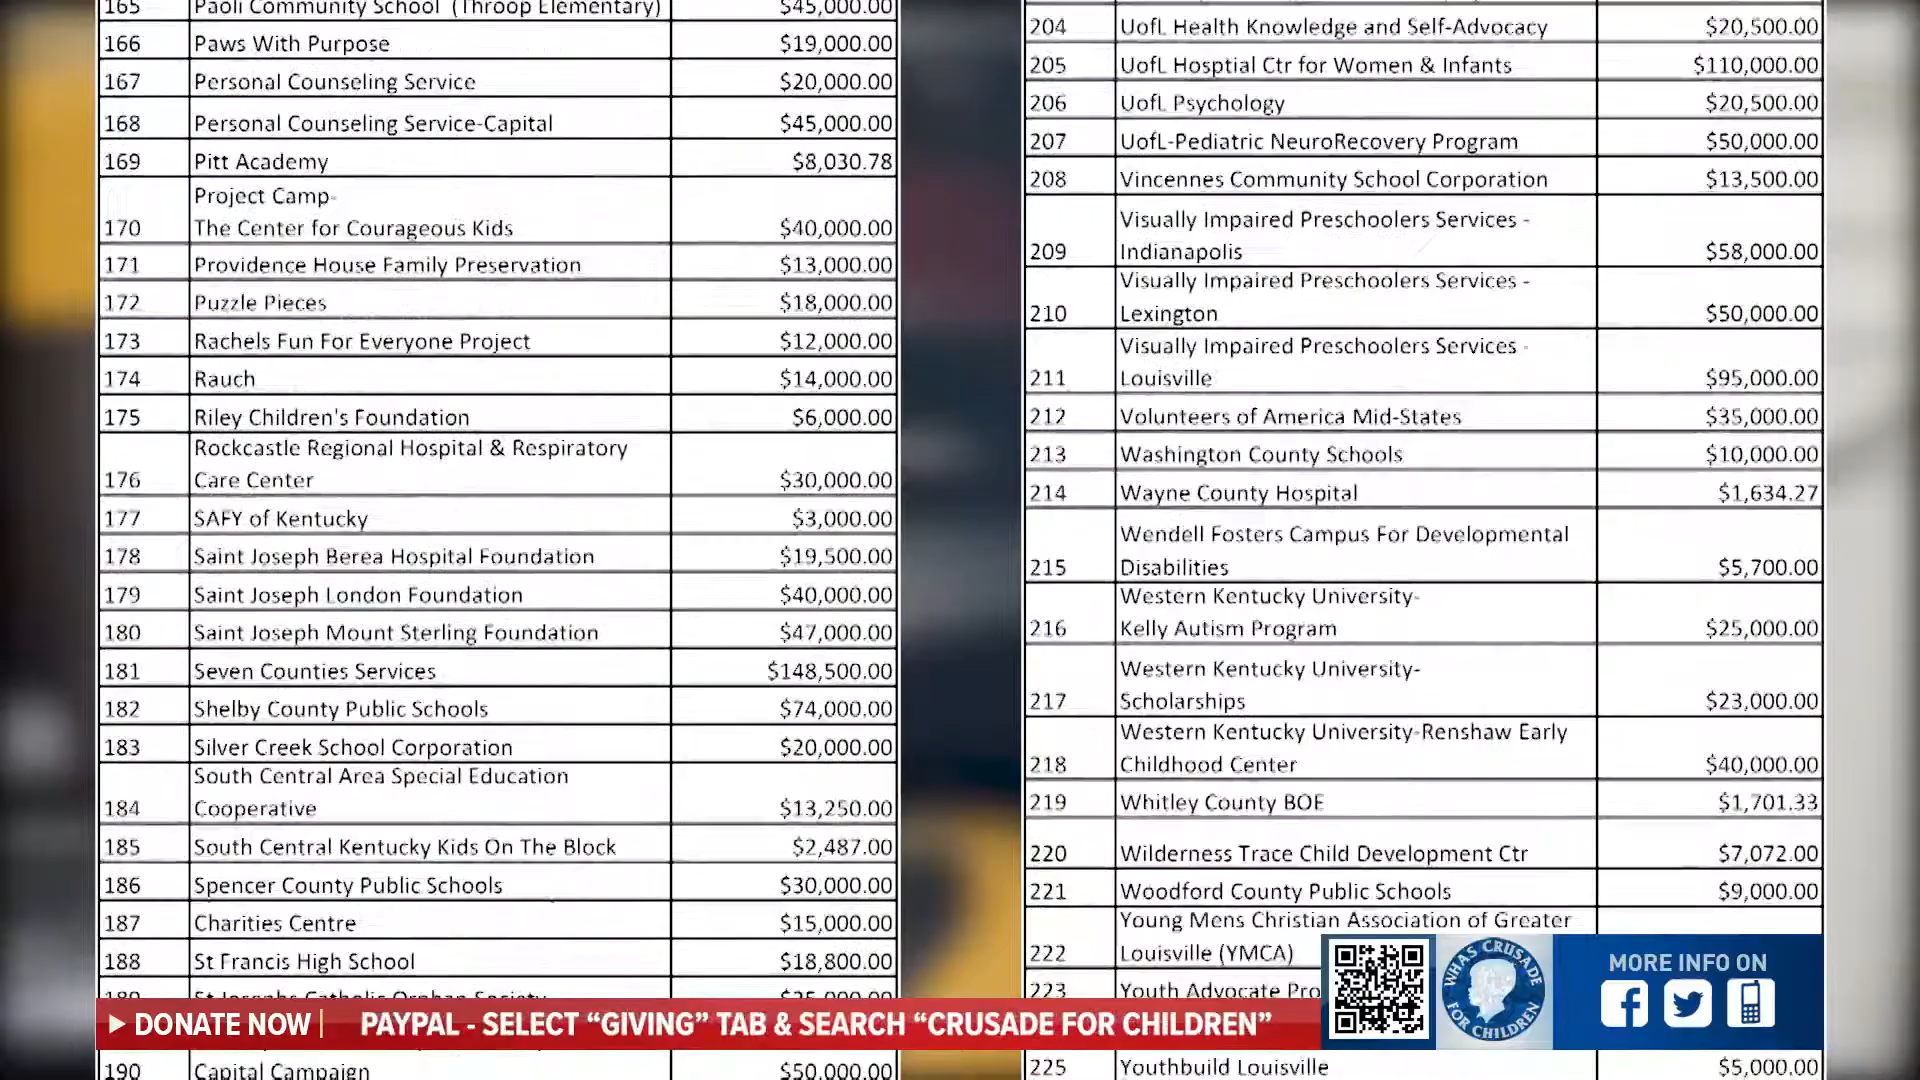 165 Paoli Community School (Throop Elementary) $45,000.00
166 Paws With Purpose $19,000.00
167 Personal Counseling Service $20,000.00
168 Personal Counseling Service-Capital $45,000.00
169 Pitt Academy $8,030.78
Project Camp-
170 The Center for Courageous Kids $40,000.00
171 Providence House Family Preservation $13,000.00
172 Puzzle Pieces $18,000.00
173 Rachels Fun For Everyone Project $12,000.00
174 Rauch $14,000.00
175 Riley Children's Foundation $6,000.00
Rockcastle Regional Hospital & Respiratory
176 Care Center $30,000.00
177 SAFY of Kentucky $3,000.00
178 Saint Joseph Berea Hospital Foundation $19,500.00
179 Saint Joseph London Foundation $40,000.00
180 Saint Joseph Mount Sterling Foundation $47,000.00
181 Seven Counties Services $148,500.00
182 Shelby County Public Schools $74,000.00
183 Silver Creek School Corporation $20,000.00
South Central Area Special Education
184 Cooperative $13,250.00
185 South Central Kentucky Kids On The Block $2,487.00
186 Spencer County Public Schools $30,000.00
187 Charities Centre $15,000.00
188 St Francis High School $18,800.00
189 St Josephs Catholic Orphan Society $25,000.00
190 Capital Campaign $50,000.00
204 UofL Health Knowledge and Self-Advocacy $20,500.00
205 UofL Hosptial Ctr for Women & Infants $110,000.00
206 UofL Psychology $20,500.00
207 UofL-Pediatric NeuroRecovery Program $50,000.00
208 Vincennes Community School Corporation $13,500.00
Visually Impaired Preschoolers Services -
209 Indianapolis $58,000.00
Visually Impaired Preschoolers Services -
210 Lexington $50,000.00
Visually Impaired Preschoolers Services -
211 Louisville $95,000.00
212 Volunteers of America Mid-States $35,000.00
213 Washington County Schools $10,000.00
214 Wayne County Hospital $1,634.27
Wendell Fosters Campus For Developmental
215 Disabilities $5,700.00
Western Kentucky University-
216 Kelly Autism Program $25,000.00
Western Kentucky University-
217 Scholarships $23,000.00
Western Kentucky University-Renshaw Early
218 Childhood Center $40,000.00
219 Whitley County BOE $1,701.33
220 Wilderness Trace Child Development Ctr $7,072.00
221 Woodford County Public Schools $9,000.00
Young Mens Christian Association of Greater
222 Louisville (YMCA)
223 Youth Advocate Pro
225 Youthbuild Louisville $5,000.00
DONATE NOW | PAYPAL - SELECT “GIVING” TAB & SEARCH “CRUSADE FOR CHILDREN”
WHAS CRUSADE
FOR CHILDREN
MORE INFO ON